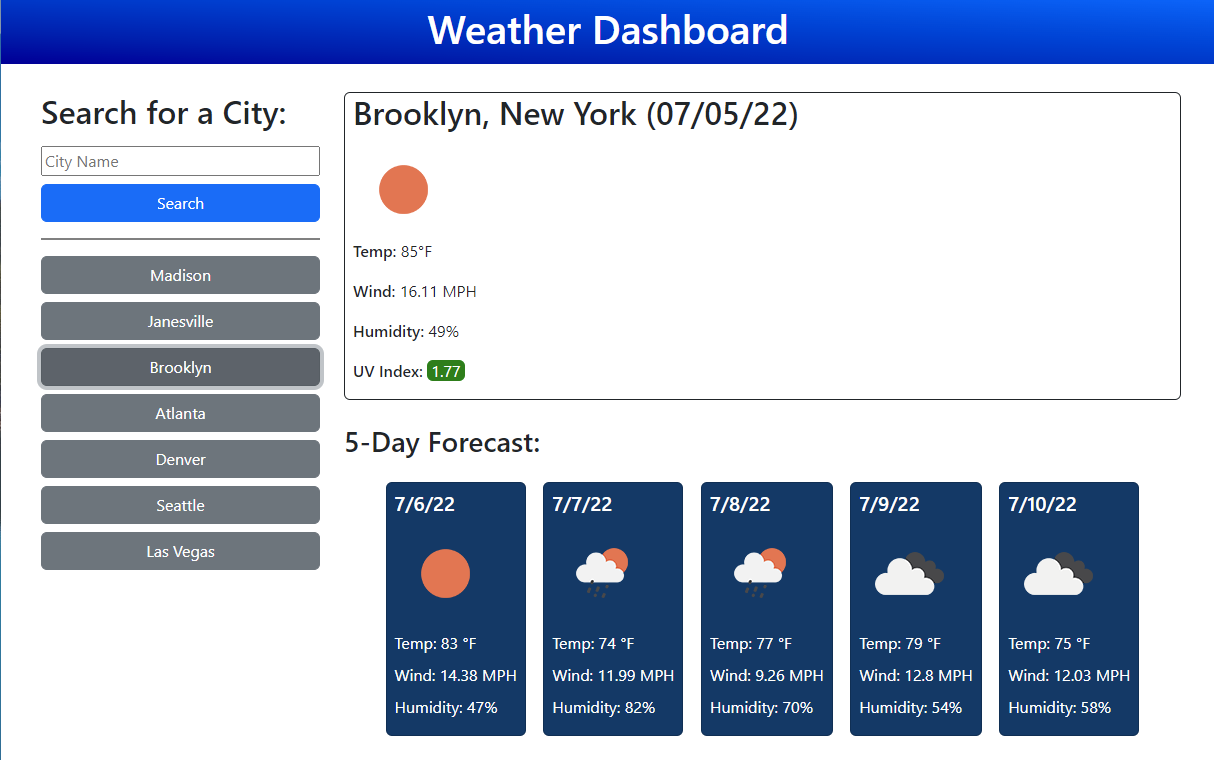 Weather Dashboard
Search for a City:
City Name
Search
Madison
Janesville
Brooklyn
Atlanta
Denver
Seattle
Las Vegas
Brooklyn, New York (07/05/22)
Temp: 85°F
Wind: 16.11 MPH
Humidity: 49%
UV Index: 1.77
5-Day Forecast:
7/6/22
Temp: 83 °F
Wind: 14.38 MPH
Humidity: 47%
7/7/22
Temp: 74 °F
Wind: 11.99 MPH
Humidity: 82%
7/8/22
Temp: 77 °F
Wind: 9.26 MPH
Humidity: 70%
7/9/22
Temp: 79 °F
Wind: 12.8 MPH
Humidity: 54%
7/10/22
Temp: 75 °F
Wind: 12.03 MPH
Humidity: 58%